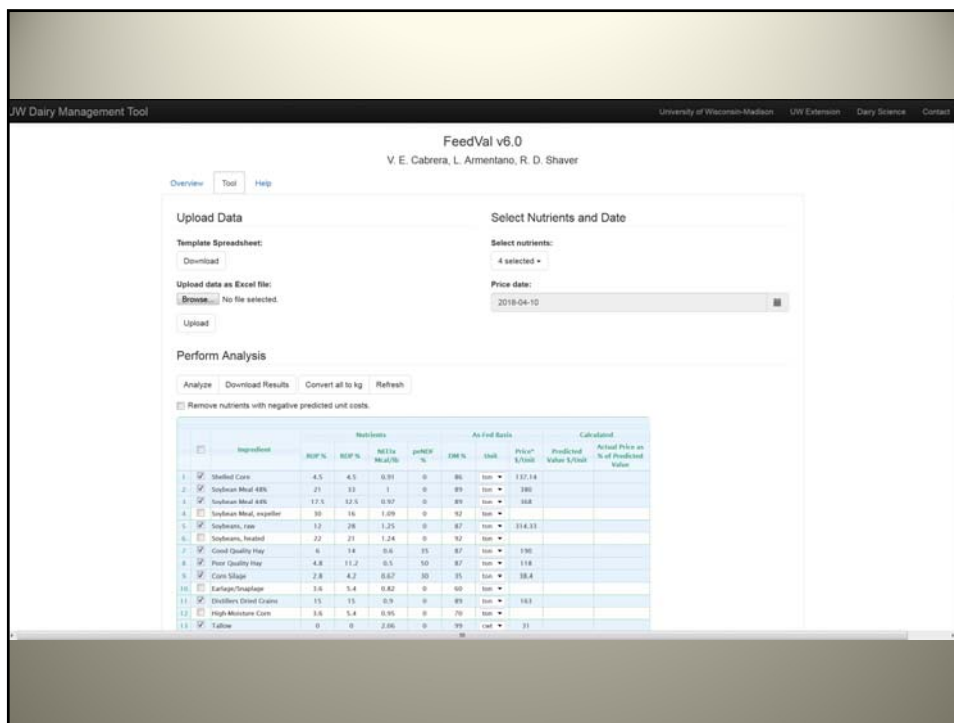 JW Dairy Management Tool University of Wisconsin-Madison UW Extension Dairy Science Contact
FeedVal v6.0
V. E. Cabrera, L. Armentano, R. D. Shaver
Overview Tool Help
Upload Data Select Nutrients and Date
Template Spreadsheet: Select nutrients:
Download 4 selected
Upload data as Excel file: Price date:
Browse... No file selected. 2018-04-10
Upload
Perform Analysis
Analyze Download Results Convert all to kg Refresh
Remove nutrients with negative predicted unit costs.
Nutrients As-Fed Basis Calculated
Ingredient RUP % RDP % NEl3x Mcal/lb peNDF % DM % Unit Price* $/Unit Predicted Value $/Unit Actual Price as % of Predicted Value
1 Shelled Corn 4.5 4.5 0.91 0 86 ton 137.14
2 Soybean Meal 48% 21 33 1 0 89 ton 380
3 Soybean Meal 44% 17.5 32.5 0.97 0 89 ton 368
4 Soybean Meal, expeller 30 16 1.09 0 92 ton
5 Soybeans, raw 12 28 1.25 0 87 ton 314.33
6 Soybeans, heated 22 21 1.24 0 92 ton
7 Good Quality Hay 6 14 0.6 35 87 ton 190
8 Poor Quality Hay 4.8 11.2 0.5 50 87 ton 118
9 Corn Silage 2.8 4.2 0.67 30 35 ton 38.4
10 Earlage/Snaplage 3.6 5.4 0.82 0 60 ton
11 Distillers Dried Grains 15 15 0.9 0 89 ton 163
12 High-Moisture Corn 3.6 5.4 0.95 0 70 ton
13 Tallow 0 0 2.06 0 99 cwt 31